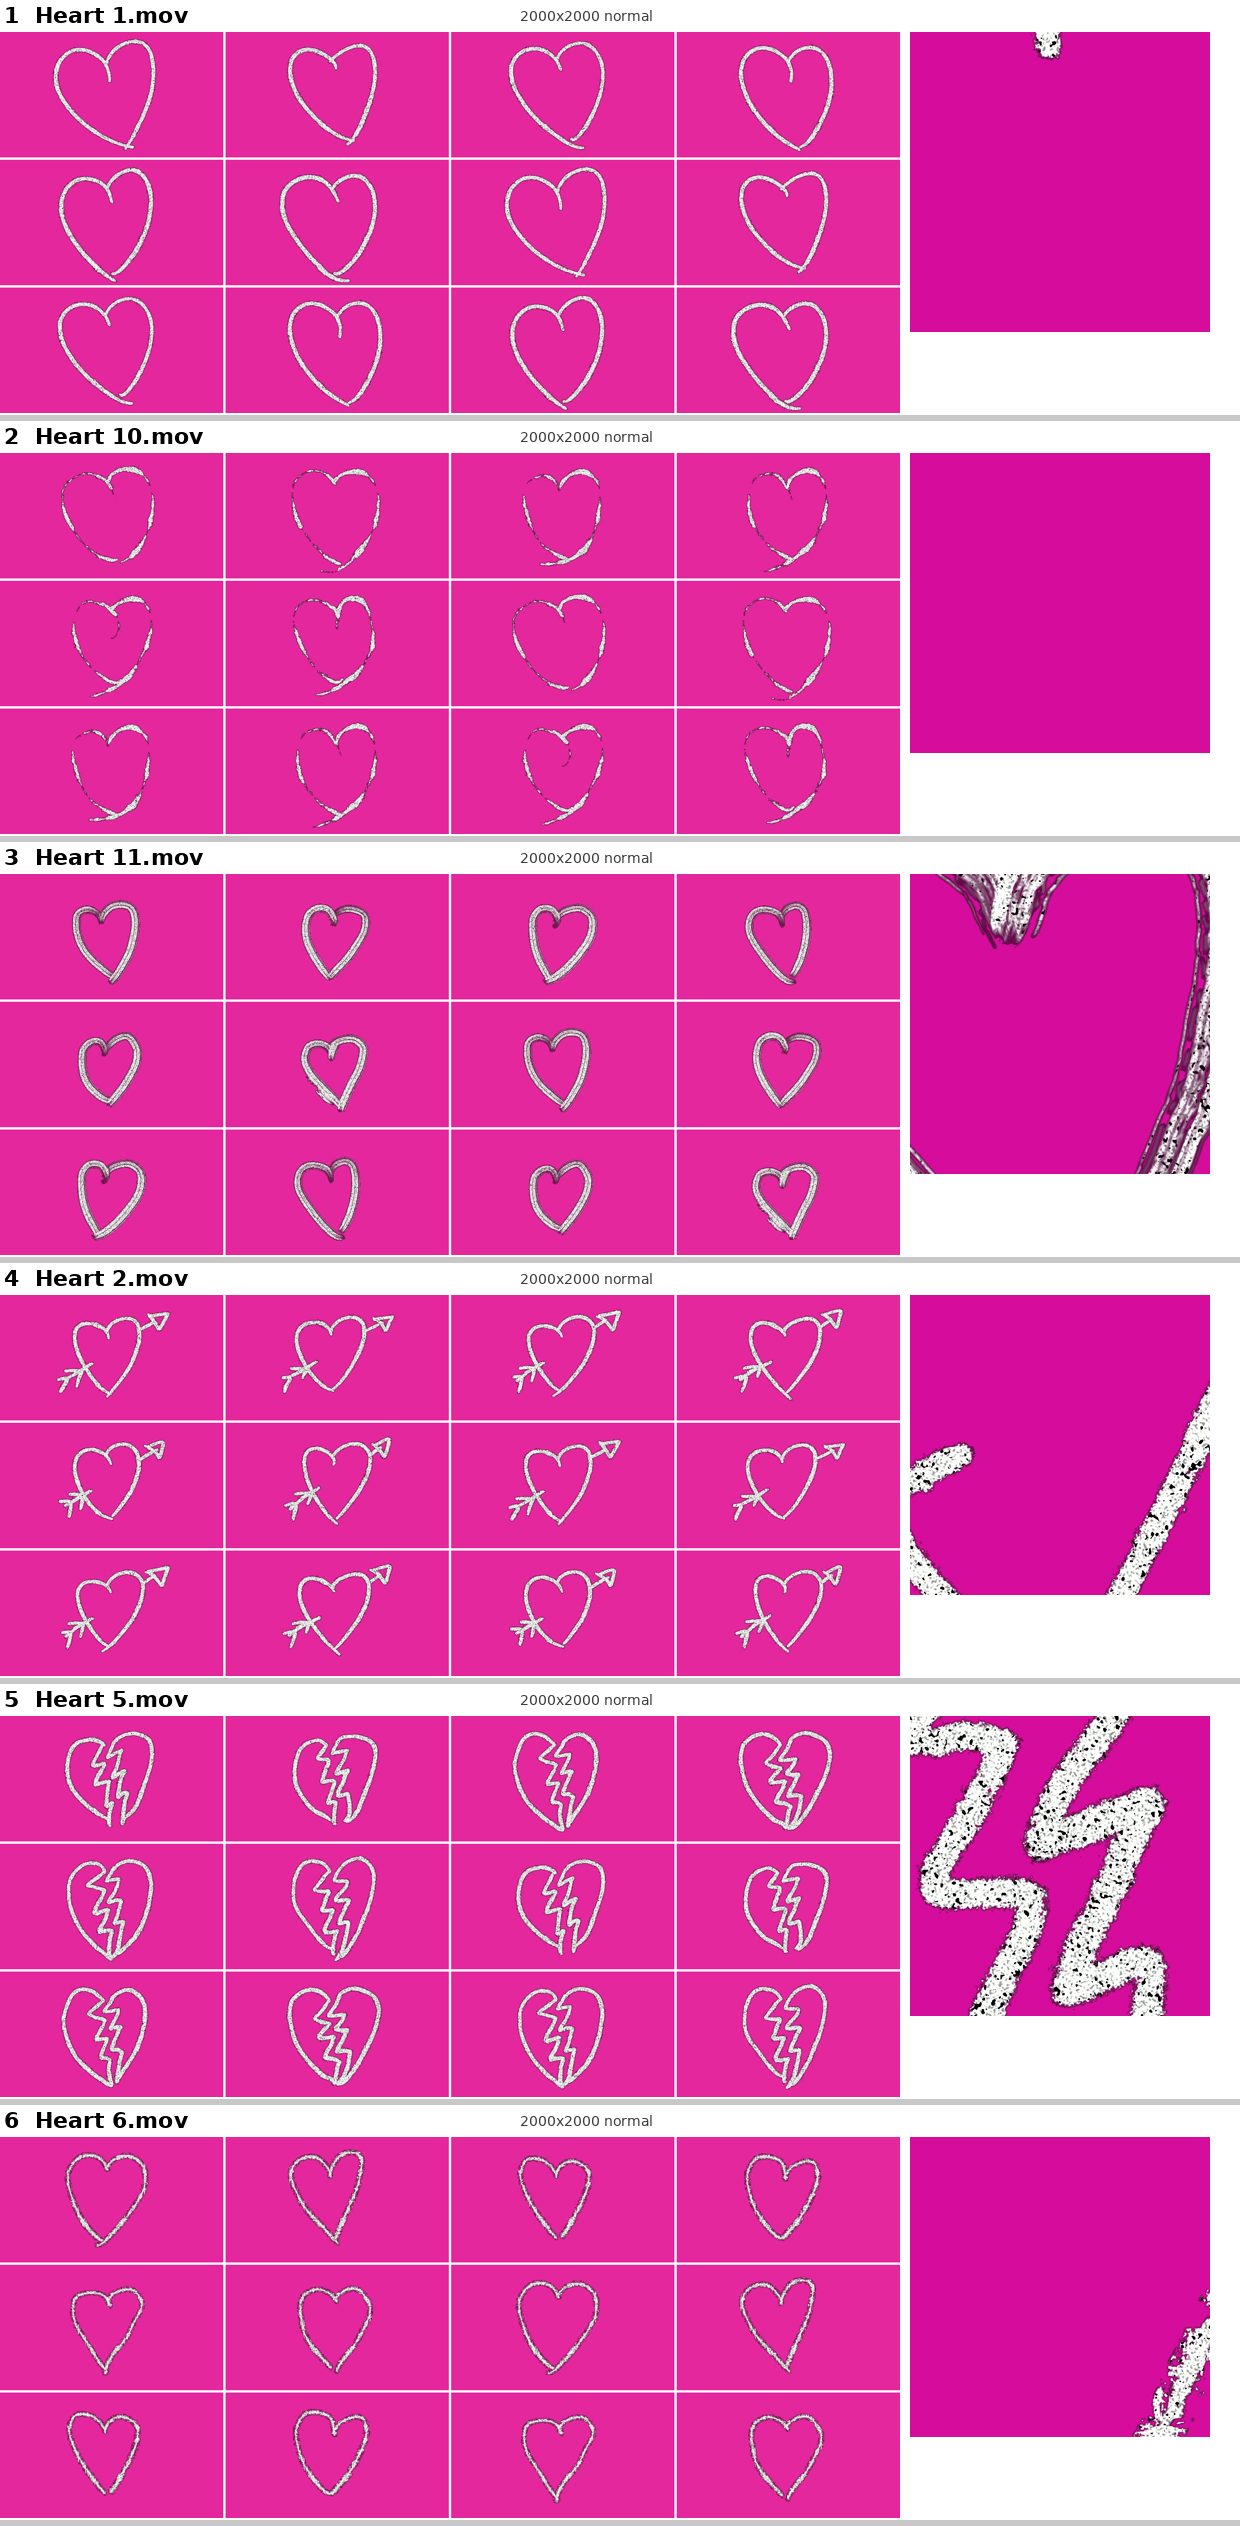 1 Heart 1.mov 2000x2000 normal
2 Heart 10.mov 2000x2000 normal
3 Heart 11.mov 2000x2000 normal
4 Heart 2.mov 2000x2000 normal
5 Heart 5.mov 2000x2000 normal
6 Heart 6.mov 2000x2000 normal